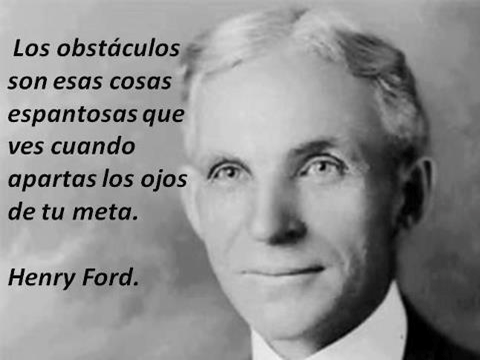 Los obstáculos
son esas cosas
espantosas que
ves cuando
apartas los ojos
de tu meta.
Henry Ford.